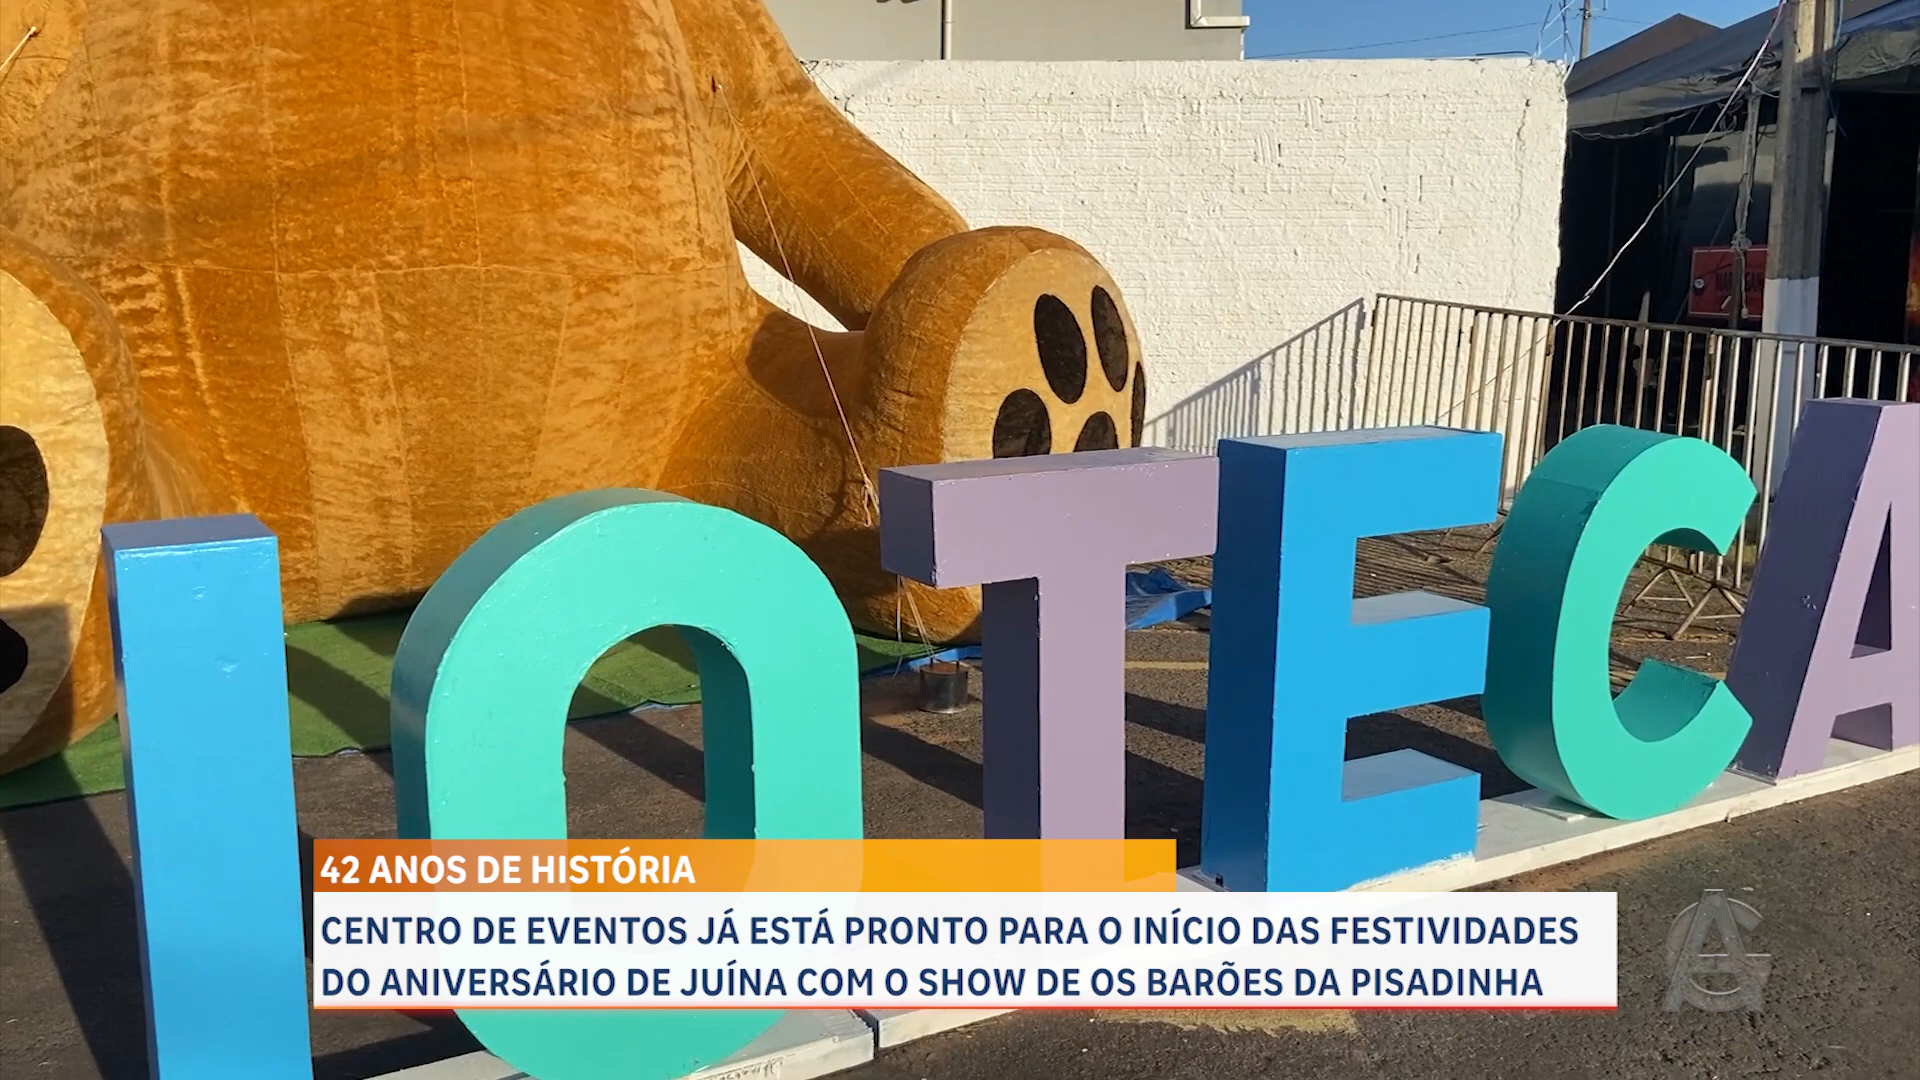 IOTECA
42 ANOS DE HISTÓRIA
CENTRO DE EVENTOS JÁ ESTÁ PRONTO PARA O INÍCIO DAS FESTIVIDADES
DO ANIVERSÁRIO DE JUÍNA COM O SHOW DE OS BARÕES DA PISADINHA